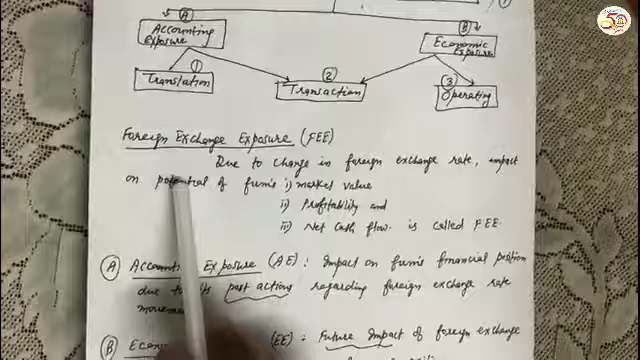 A
B
Accounting
Exposure
Economic
Exposure
1
2
3
Translation
Transaction
Operating
Foreign Exchange Exposure (FEE)
Due to change in foreign exchange rate, impact
on potential of firm's i) market value
ii) Profitability and
iii) Net Cash flow. is called FEE.
A Exposure (AE): Impact on firm's financial position
due to its past actions regarding foreign exchange rate
B (EE): Future Impact of foreign exchange